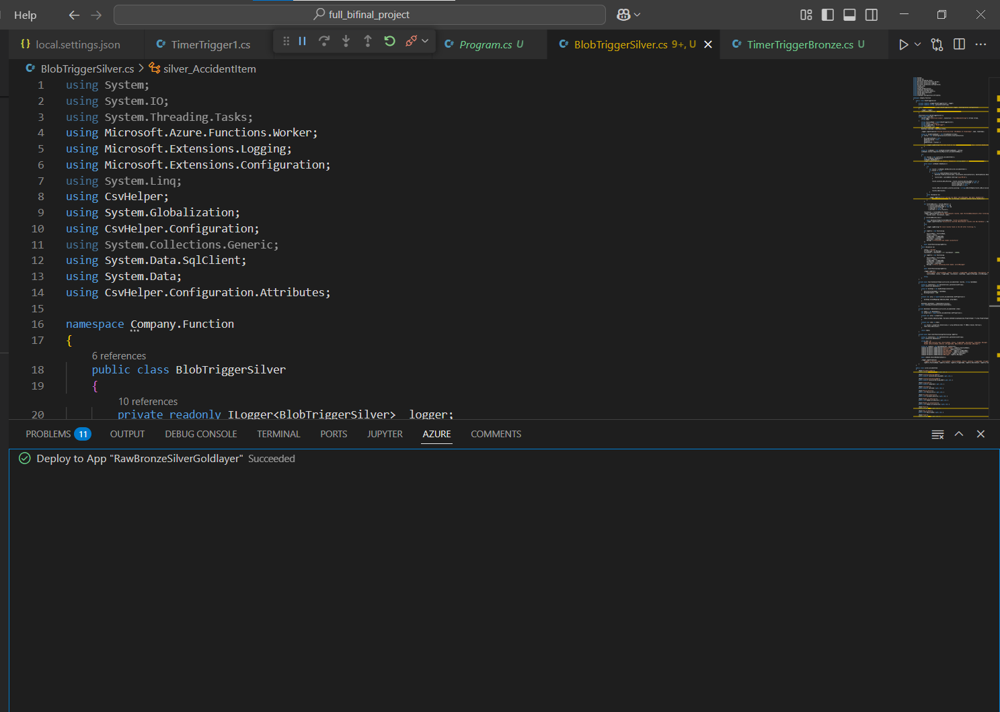 Help
full_bifinal_project
{} local.settings.json
C# TimerTrigger1.cs
C# Program.cs U
C# BlobTriggerSilver.cs 9+, U
C# TimerTriggerBronze.cs U
C# BlobTriggerSilver.cs > silver_AccidentItem
1 using System;
2 using System.IO;
3 using System.Threading.Tasks;
4 using Microsoft.Azure.Functions.Worker;
5 using Microsoft.Extensions.Logging;
6 using Microsoft.Extensions.Configuration;
7 using System.Linq;
8 using CsvHelper;
9 using System.Globalization;
10 using CsvHelper.Configuration;
11 using System.Collections.Generic;
12 using System.Data.SqlClient;
13 using System.Data;
14 using CsvHelper.Configuration.Attributes;
15
16 namespace Company.Function
17 {
6 references
18 public class BlobTriggerSilver
19 {
10 references
20 private readonly ILogger<BlobTriggerSilver> logger;
PROBLEMS 11 OUTPUT DEBUG CONSOLE TERMINAL PORTS JUPYTER AZURE COMMENTS
Deploy to App "RawBronzeSilverGoldlayer" Succeeded